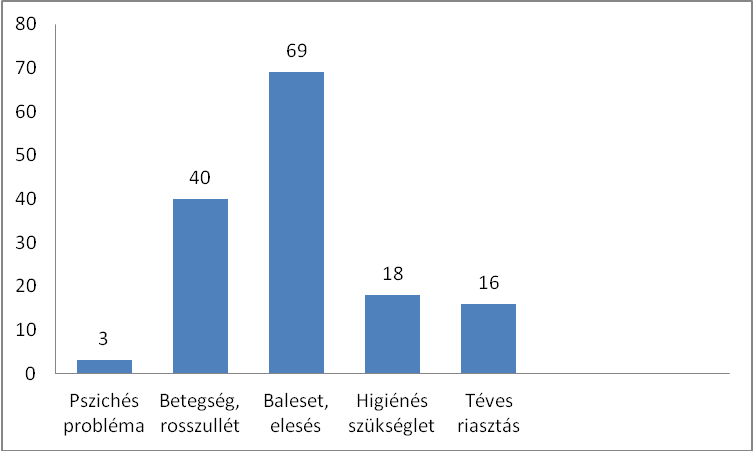 80
70
60
50
40
30
20
10
0
3
40
69
18
16
Pszichés
probléma
Betegség,
rosszullét
Baleset,
elesés
Higiénés
szükséglet
Téves
riasztás